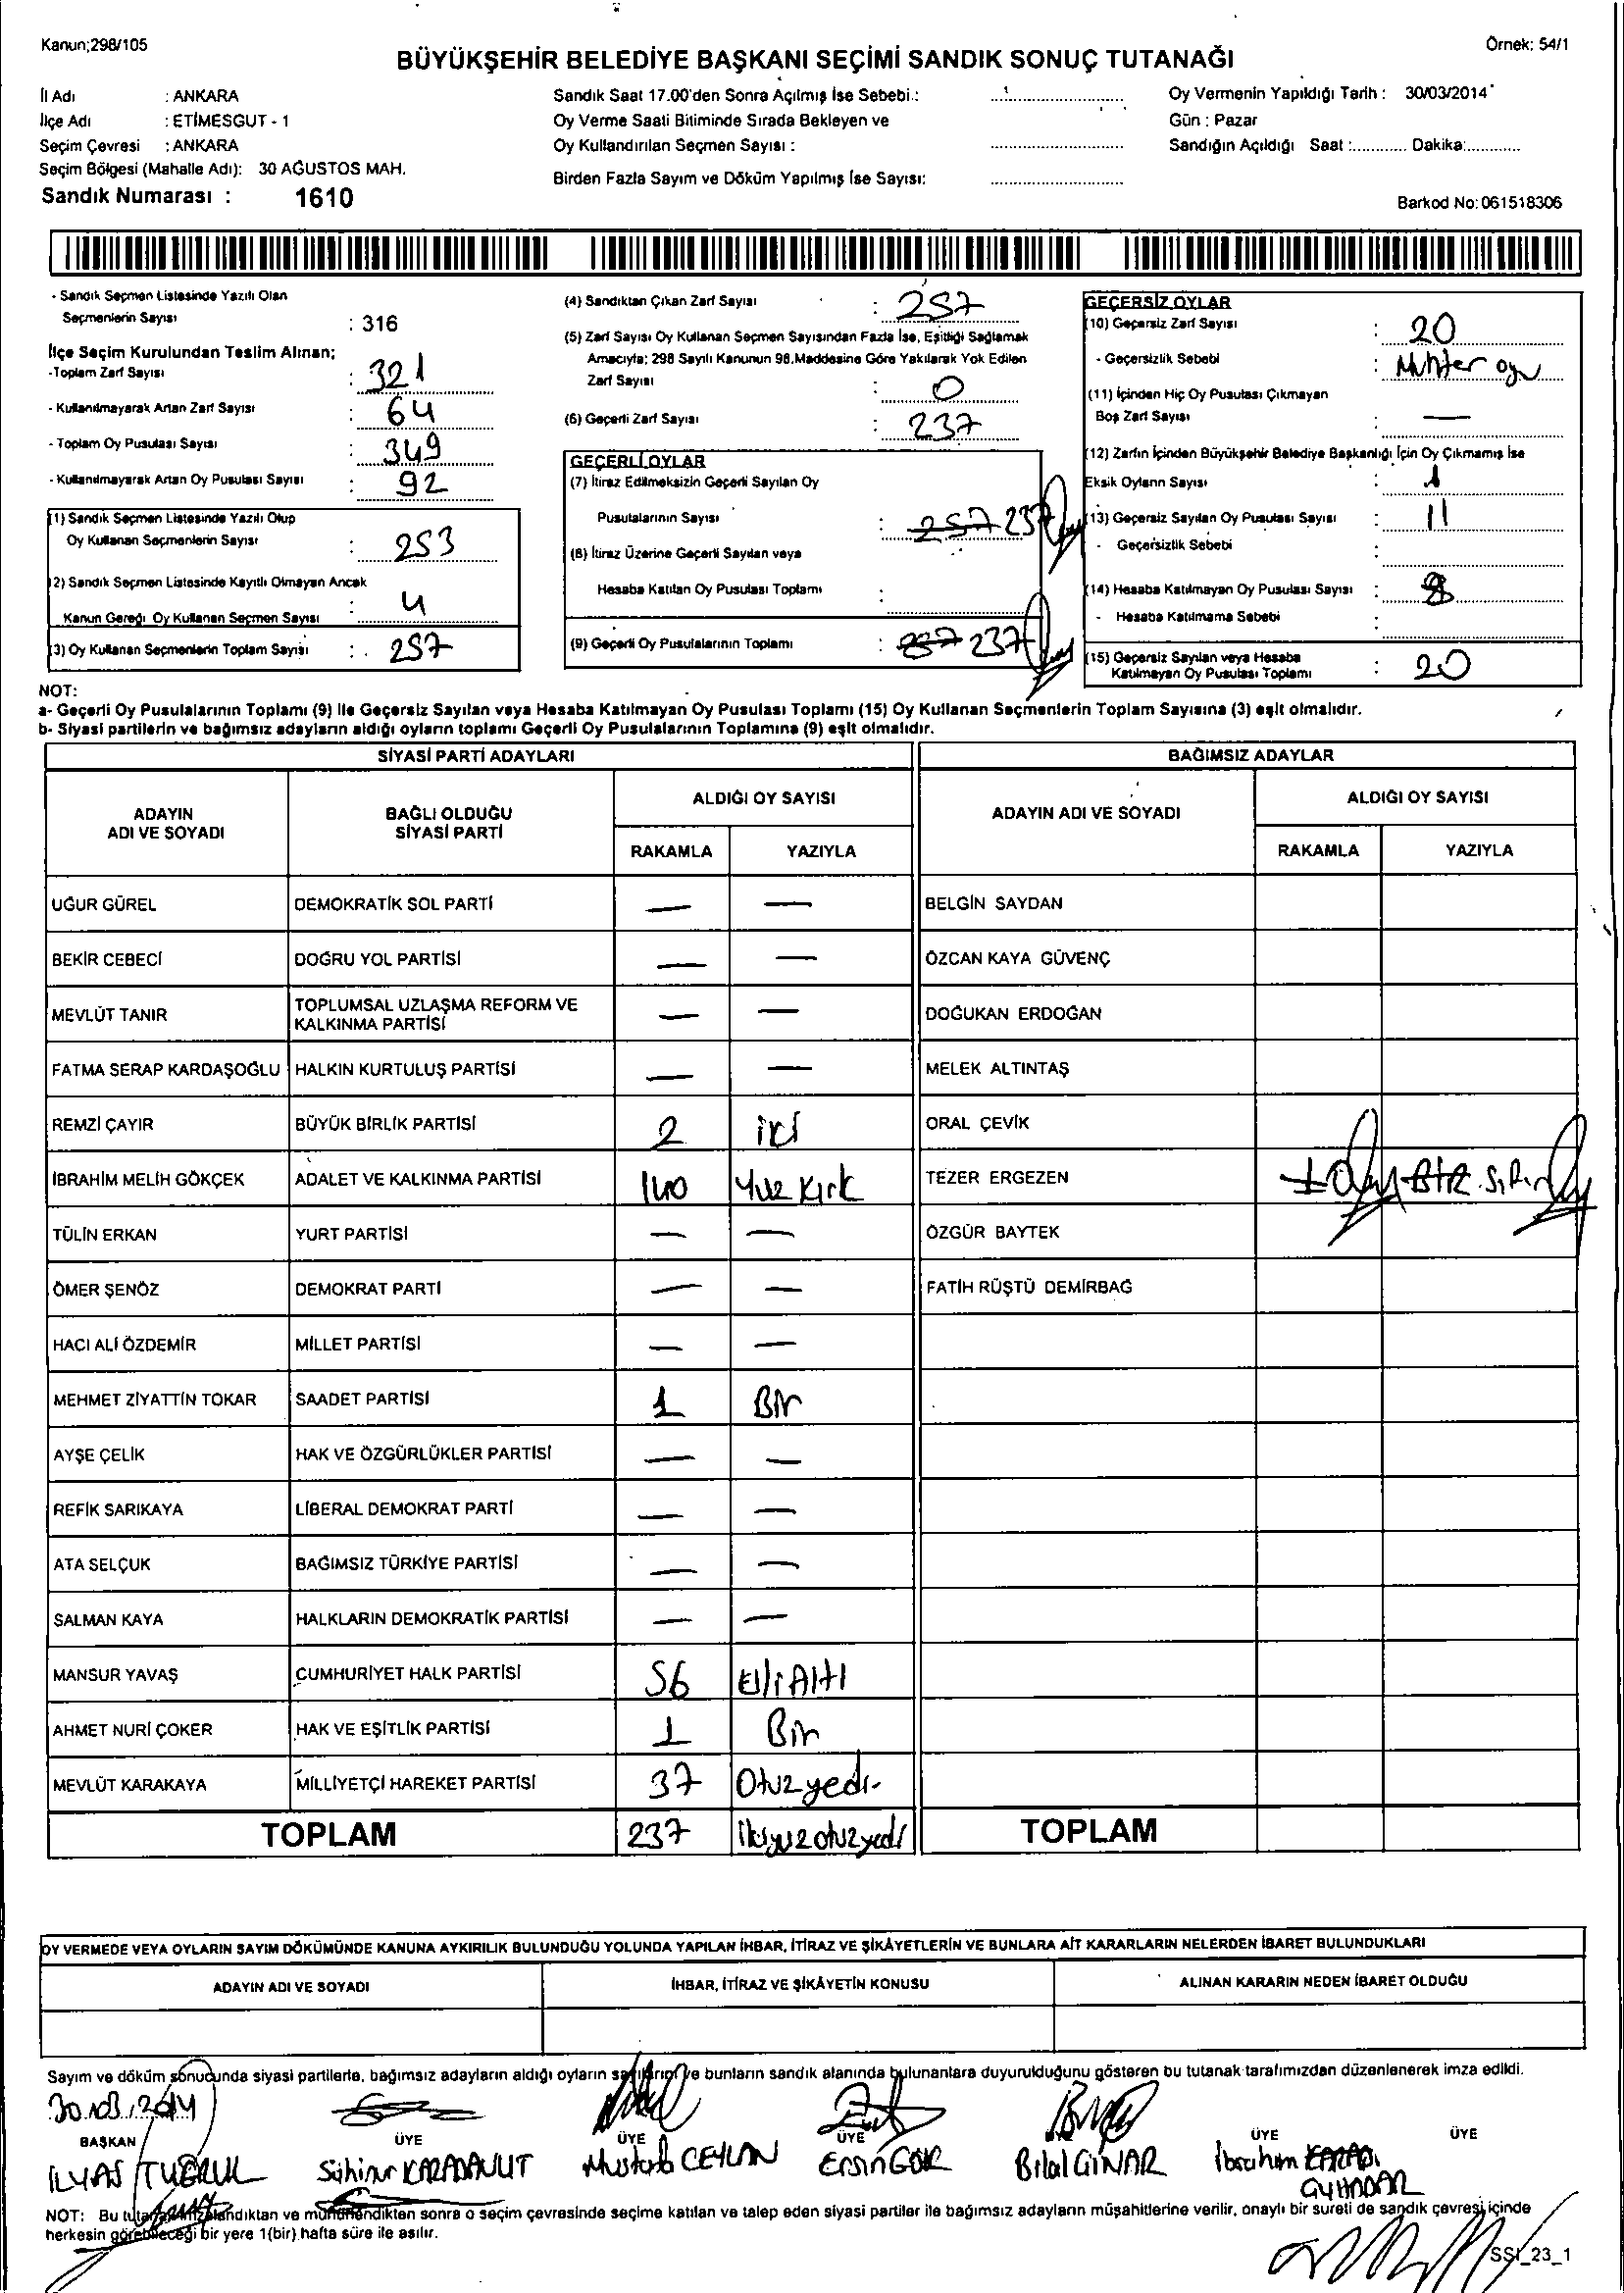 Kanun;298/105
Örnek: 54/1
BÜYÜKŞEHİR BELEDİYE BAŞKANI SEÇİMİ SANDIK SONUÇ TUTANAĞI
İl Adı : ANKARA
İlçe Adı : ETİMESGUT - 1
Seçim Çevresi : ANKARA
Seçim Bölgesi (Mahalle Adı): 30 AĞUSTOS MAH.
Sandık Numarası : 1610
Sandık Saat 17.00'den Sonra Açılmış İse Sebebi :
Oy Verme Saati Bitiminde Sırada Bekleyen ve
Oy Kullandırılan Seçmen Sayısı :
Birden Fazla Sayım ve Döküm Yapılmış İse Sayısı:
Oy Vermenin Yapıldığı Tarih : 30/03/2014
Gün : Pazar
Sandığın Açıldığı Saat :............ Dakika:............
Barkod No: 061518306
- Sandık Seçmen Listesinde Yazılı Olan
Seçmenlerin Sayısı : 316
İlçe Seçim Kurulundan Teslim Alınan;
-Toplam Zarf Sayısı : 321
- Kullanılmayarak Artan Zarf Sayısı : 64
- Toplam Oy Pusulası Sayısı : 349
- Kullanılmayarak Artan Oy Pusulası Sayısı : 92
(1) Sandık Seçmen Listesinde Yazılı Olup
Oy Kullanan Seçmenlerin Sayısı : 253
(2) Sandık Seçmen Listesinde Kayıtlı Olmayan Ancak
Kanun Gereği Oy Kullanan Seçmen Sayısı : 4
(3) Oy Kullanan Seçmenlerin Toplam Sayısı : 257
(4) Sandıktan Çıkan Zarf Sayısı : 257
(5) Zarf Sayısı Oy Kullanan Seçmen Sayısından Fazla İse, Eşitliği Sağlamak
Amacıyla; 298 Sayılı Kanunun 98.Maddesine Göre Yakılarak Yok Edilen
Zarf Sayısı : 0
(6) Geçerli Zarf Sayısı : 237
GEÇERLİ OYLAR
(7) İtiraz Edilmeksizin Geçerli Sayılan Oy
Pusulalarının Sayısı : 257 237
(8) İtiraz Üzerine Geçerli Sayılan veya
Hesaba Katılan Oy Pusulası Toplamı :
(9) Geçerli Oy Pusulalarının Toplamı : 237
GEÇERSİZ OYLAR
(10) Geçersiz Zarf Sayısı : 20
- Geçersizlik Sebebi : Muhter oyu
(11) İçinden Hiç Oy Pusulası Çıkmayan
Boş Zarf Sayısı : —
(12) Zarfın İçinden Büyükşehir Belediye Başkanlığı İçin Oy Çıkmamış İse
Eksik Oyların Sayısı : 1
(13) Geçersiz Sayılan Oy Pusulası Sayısı : 11
- Geçersizlik Sebebi :
(14) Hesaba Katılmayan Oy Pusulası Sayısı : 8
- Hesaba Katılmama Sebebi :
(15) Geçersiz Sayılan veya Hesaba
Katılmayan Oy Pusulası Toplamı : 20
NOT:
a- Geçerli Oy Pusulalarının Toplamı (9) ile Geçersiz Sayılan veya Hesaba Katılmayan Oy Pusulası Toplamı (15) Oy Kullanan Seçmenlerin Toplam Sayısına (3) eşit olmalıdır.
b- Siyasi partilerin ve bağımsız adayların aldığı oyların toplamı Geçerli Oy Pusulalarının Toplamına (9) eşit olmalıdır.
SİYASİ PARTİ ADAYLARI
BAĞIMSIZ ADAYLAR
ADAYIN ADI VE SOYADI
BAĞLI OLDUĞU SİYASİ PARTİ
ALDIĞI OY SAYISI
RAKAMLA YAZIYLA
ADAYIN ADI VE SOYADI
ALDIĞI OY SAYISI
RAKAMLA YAZIYLA
UĞUR GÜREL DEMOKRATİK SOL PARTİ — — BELGİN SAYDAN
BEKİR CEBECİ DOĞRU YOL PARTİSİ — — ÖZCAN KAYA GÜVENÇ
MEVLÜT TANIR TOPLUMSAL UZLAŞMA REFORM VE KALKINMA PARTİSİ — — DOĞUKAN ERDOĞAN
FATMA SERAP KARDAŞOĞLU HALKIN KURTULUŞ PARTİSİ — — MELEK ALTINTAŞ
REMZİ ÇAYIR BÜYÜK BİRLİK PARTİSİ 2 iki ORAL ÇEVİK
İBRAHİM MELİH GÖKÇEK ADALET VE KALKINMA PARTİSİ 140 Yüz Kırk TEZER ERGEZEN 1 0 BİR Sıfır
TÜLİN ERKAN YURT PARTİSİ — — ÖZGÜR BAYTEK
ÖMER ŞENÖZ DEMOKRAT PARTİ — — FATİH RÜŞTÜ DEMİRBAĞ
HACI ALİ ÖZDEMİR MİLLET PARTİSİ — —
MEHMET ZİYATTİN TOKAR SAADET PARTİSİ 1 Bir
AYŞE ÇELİK HAK VE ÖZGÜRLÜKLER PARTİSİ — —
REFİK SARIKAYA LİBERAL DEMOKRAT PARTİ — —
ATA SELÇUK BAĞIMSIZ TÜRKİYE PARTİSİ — —
SALMAN KAYA HALKLARIN DEMOKRATİK PARTİSİ — —
MANSUR YAVAŞ CUMHURİYET HALK PARTİSİ 56 Elli Altı
AHMET NURİ ÇOKER HAK VE EŞİTLİK PARTİSİ 1 Bir
MEVLÜT KARAKAYA MİLLİYETÇİ HAREKET PARTİSİ 37 Otuz yedi
TOPLAM 237 ikiyüz otuz yedi TOPLAM
OY VERMEDE VEYA OYLARIN SAYIM DÖKÜMÜNDE KANUNA AYKIRILIK BULUNDUĞU YOLUNDA YAPILAN İHBAR, İTİRAZ VE ŞİKÂYETLERİN VE BUNLARA AİT KARARLARIN NELERDEN İBARET BULUNDUKLARI
ADAYIN ADI VE SOYADI İHBAR, İTİRAZ VE ŞİKÂYETİN KONUSU ALINAN KARARIN NEDEN İBARET OLDUĞU
Sayım ve döküm sonucunda siyasi partilerle, bağımsız adayların aldığı oyların sayılarını ve bunların sandık alanında bulunanlara duyurulduğunu gösteren bu tutanak tarafımızdan düzenlenerek imza edildi.
30.03.2014
BAŞKAN ÜYE ÜYE ÜYE ÜYE ÜYE ÜYE
İLYAS TUĞRUL KARADAVUT Mustafa CEYLAN ERSİN GÜR Bilal ibrahim
NOT: Bu tutanak imzalandıktan ve mühürlendikten sonra o seçim çevresinde seçime katılan ve talep eden siyasi partiler ile bağımsız adayların müşahitlerine verilir, onaylı bir sureti de sandık çevresi içinde
herkesin görebileceği bir yere 1(bir) hafta süre ile asılır.
SSI_23_1